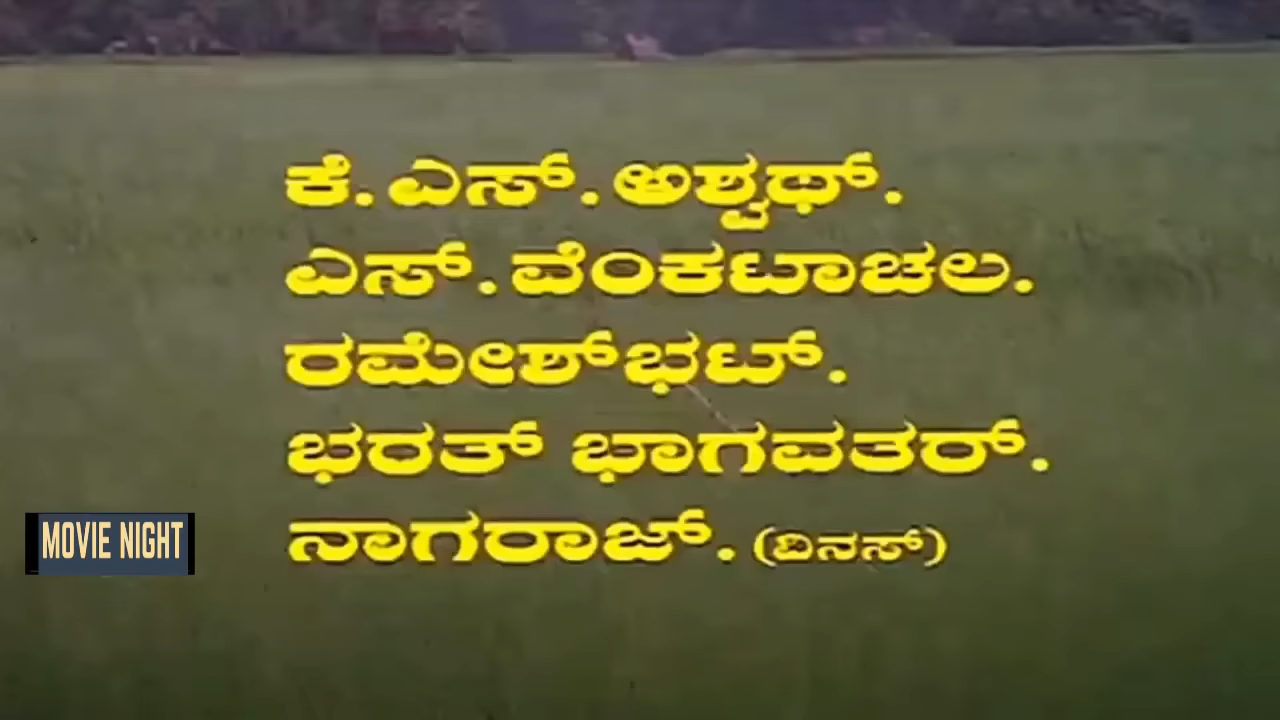 ಕೆ. ಎಸ್. ಅಶ್ವಥ್.
ಎಸ್. ವೆಂಕಟಾಚಲ.
ರಮೇಶ್‌ಭಟ್.
ಭರತ್ ಭಾಗವತರ್.
ನಾಗರಾಜ್. (ವಿನಸ್)
MOVIE NIGHT